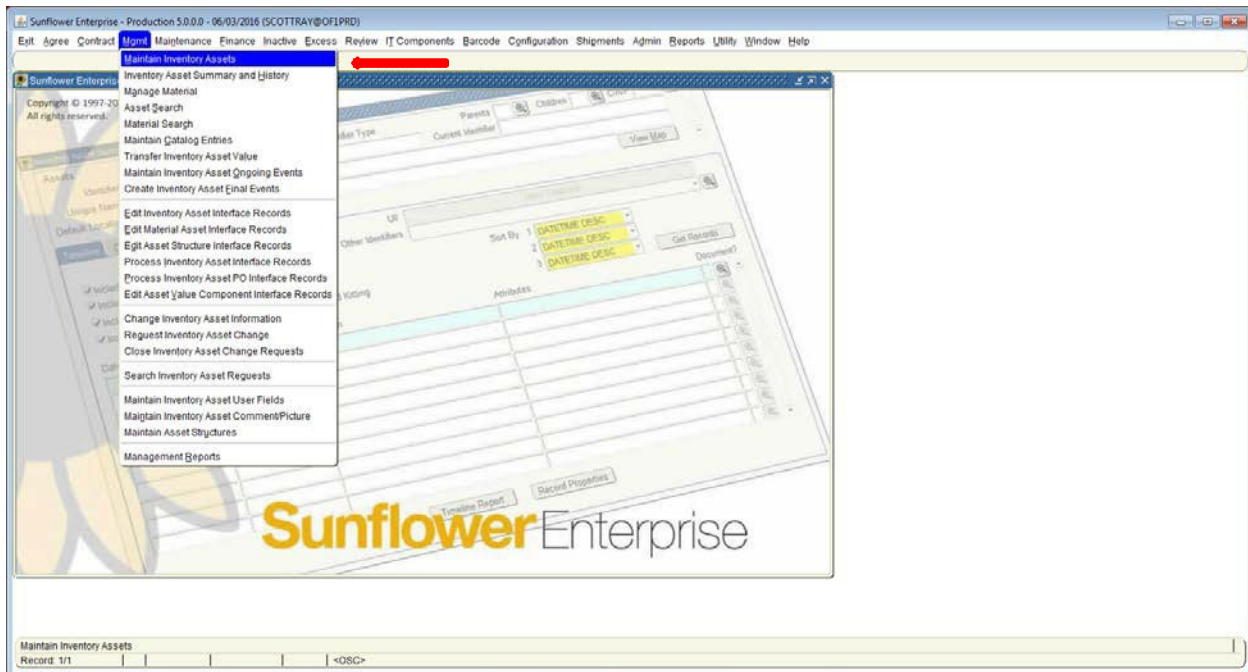 Sunflower Enterprise - Production 5.0.0.0 - 06/03/2016 (SCOTTRAY@OF1PRD)
Exit Agree Contract Mgmt Maintenance Finance Inactive Excess Review IT Components Barcode Configuration Shipments Admin Reports Utility Window Help
Maintain Inventory Assets
Inventory Asset Summary and History
Manage Material
Asset Search
Material Search
Maintain Catalog Entries
Transfer Inventory Asset Value
Maintain Inventory Asset Ongoing Events
Create Inventory Asset Final Events
Edit Inventory Asset Interface Records
Edit Material Asset Interface Records
Edit Asset Structure Interface Records
Process Inventory Asset Interface Records
Process Inventory Asset PO Interface Records
Edit Asset Value Component Interface Records
Change Inventory Asset Information
Request Inventory Asset Change
Close Inventory Asset Change Requests
Search Inventory Asset Requests
Maintain Inventory Asset User Fields
Maintain Inventory Asset Comment/Picture
Maintain Asset Structures
Management Reports
Sunflower Enterpris
Copyright © 1997-20
All rights reserved.
Parents Children
Current Identifier
View Map
Assets
Other Identifiers
Sort By 1 DATETIME DESC
2 DATETIME DESC
3 DATETIME DESC
Get Records
Document?
Attributes
Timeline Report Record Properties
Sunflower Enterprise
Maintain Inventory Assets
Record: 1/1 <OSC>